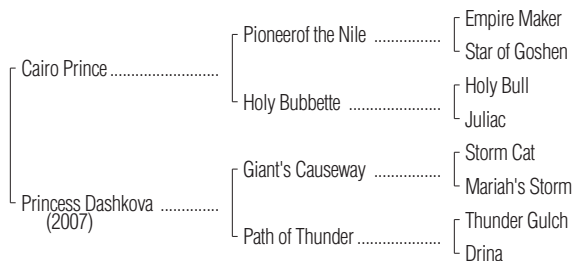 Empire Maker
Pioneerof the Nile ..................
Star of Goshen
Cairo Prince ........................
Holy Bull
Holy Bubbette .....................
Juliac
Storm Cat
Giant's Causeway .................
Mariah's Storm
Princess Dashkova .............
(2007)
Thunder Gulch
Path of Thunder ...................
Drina